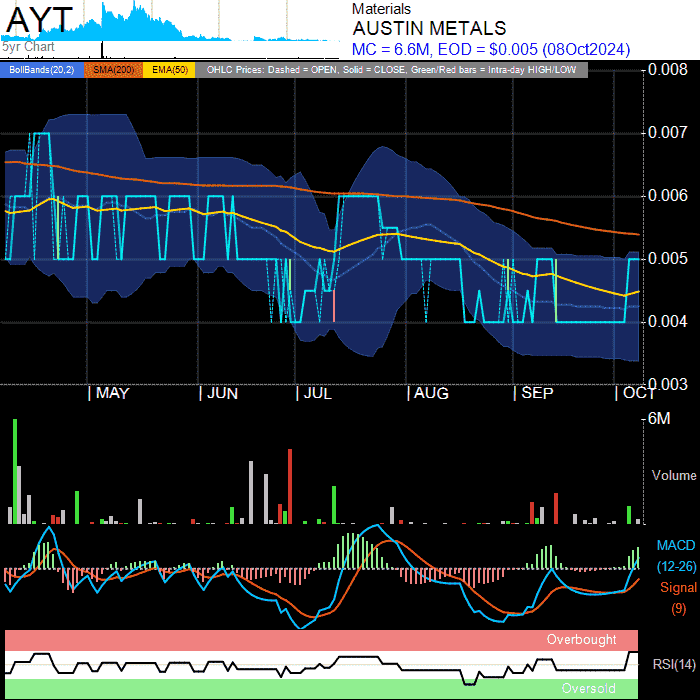 AYT
5yr Chart
Materials
AUSTIN METALS
MC = 6.6M, EOD = $0.005 (08Oct2024)
BollBands(20,2) SMA(200) EMA(50) OHLC Prices: Dashed = OPEN, Solid = CLOSE, Green/Red bars = Intra-day HIGH/LOW
0.008
0.007
0.006
0.005
0.004
0.003
| MAY | JUN | JUL | AUG | SEP | OCT
6M
Volume
MACD
(12-26)
Signal
(9)
Overbought
RSI(14)
Oversold